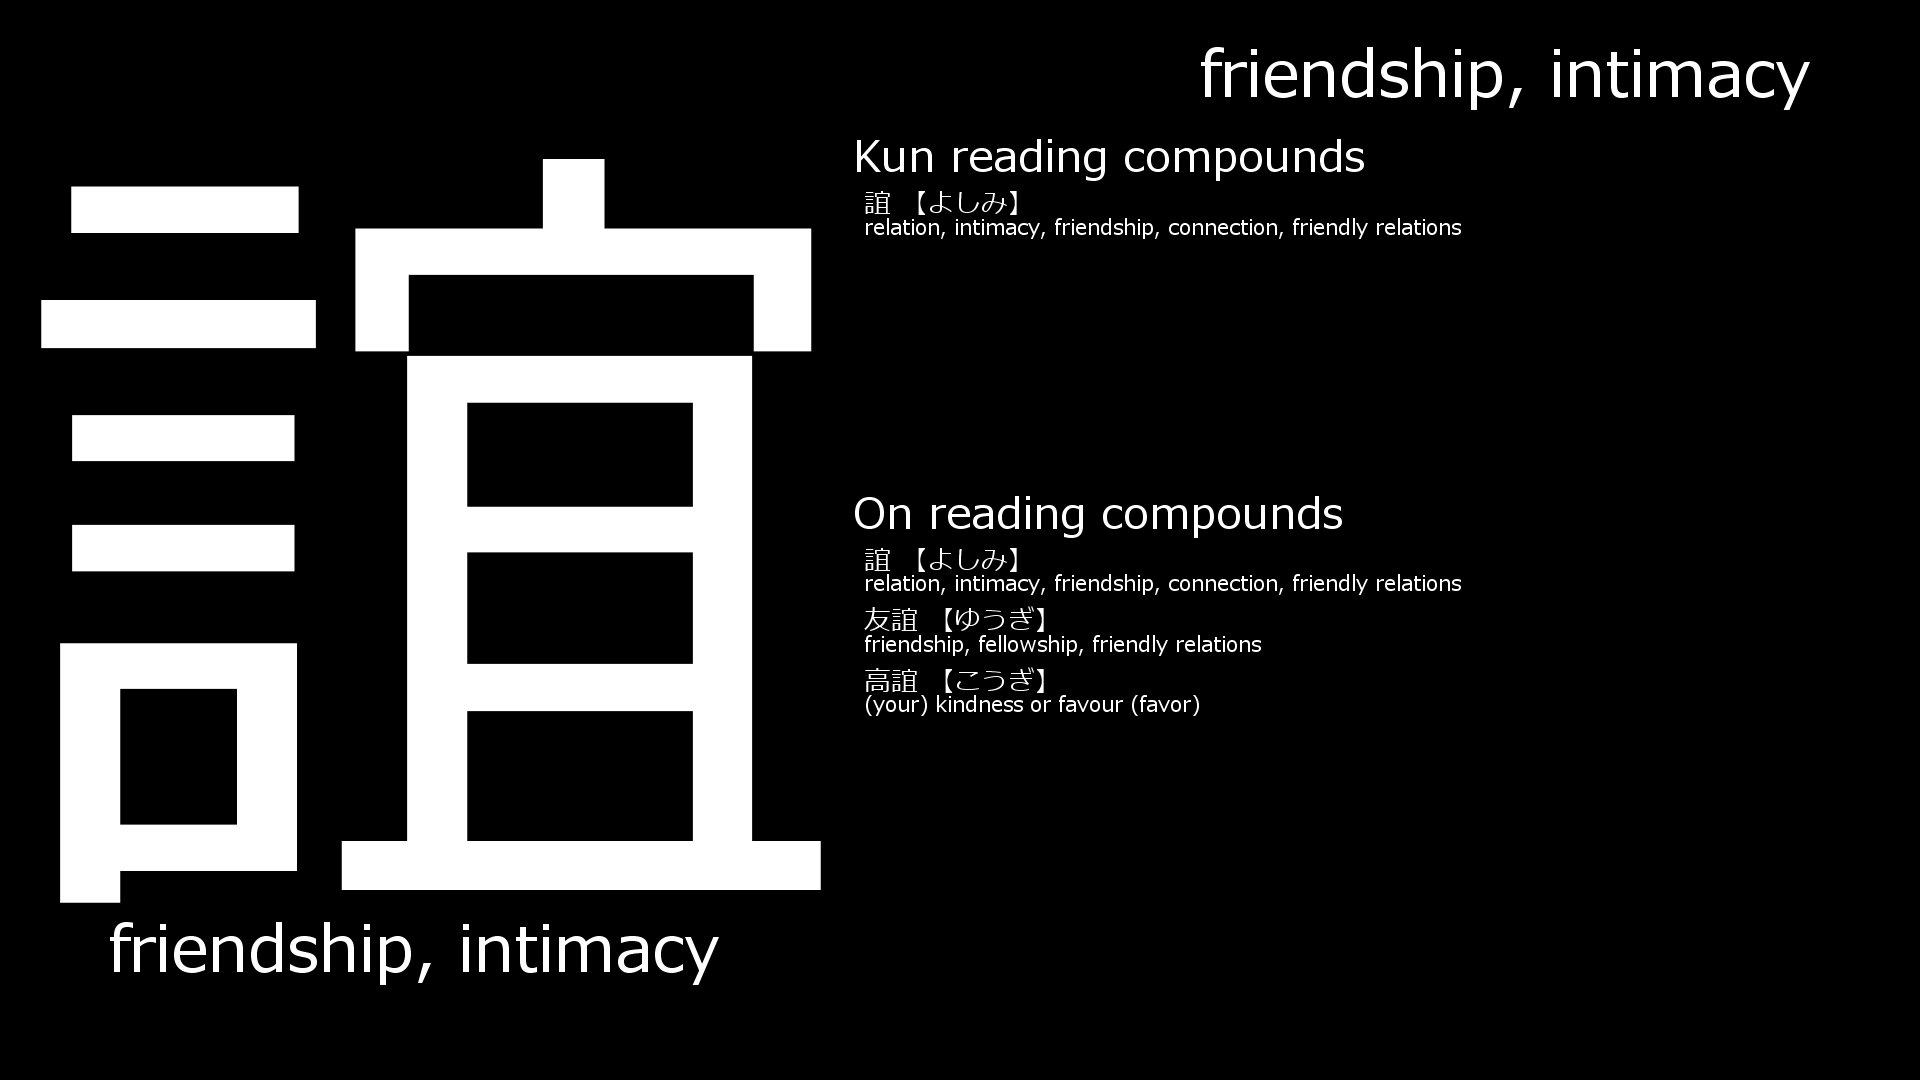 friendship, intimacy
誼
friendship, intimacy
Kun reading compounds
誼 【よしみ】
relation, intimacy, friendship, connection, friendly relations
On reading compounds
誼 【よしみ】
relation, intimacy, friendship, connection, friendly relations
友誼 【ゆうぎ】
friendship, fellowship, friendly relations
高誼 【こうぎ】
(your) kindness or favour (favor)